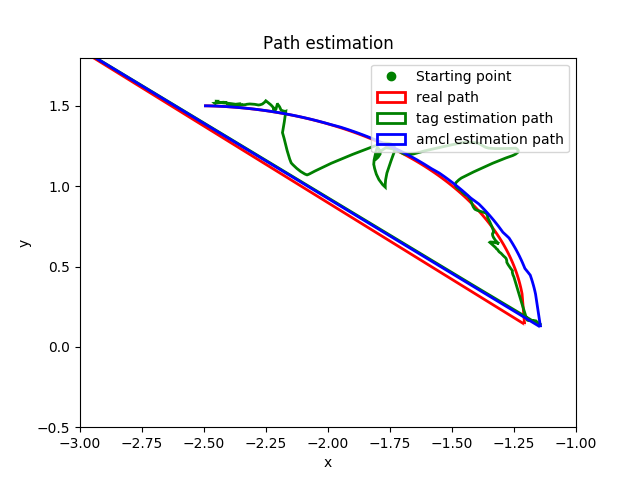 Path estimation
Starting point
real path
tag estimation path
amcl estimation path
1.5
1.0
0.5
0.0
−0.5
y
−3.00 −2.75 −2.50 −2.25 −2.00 −1.75 −1.50 −1.25 −1.00
x